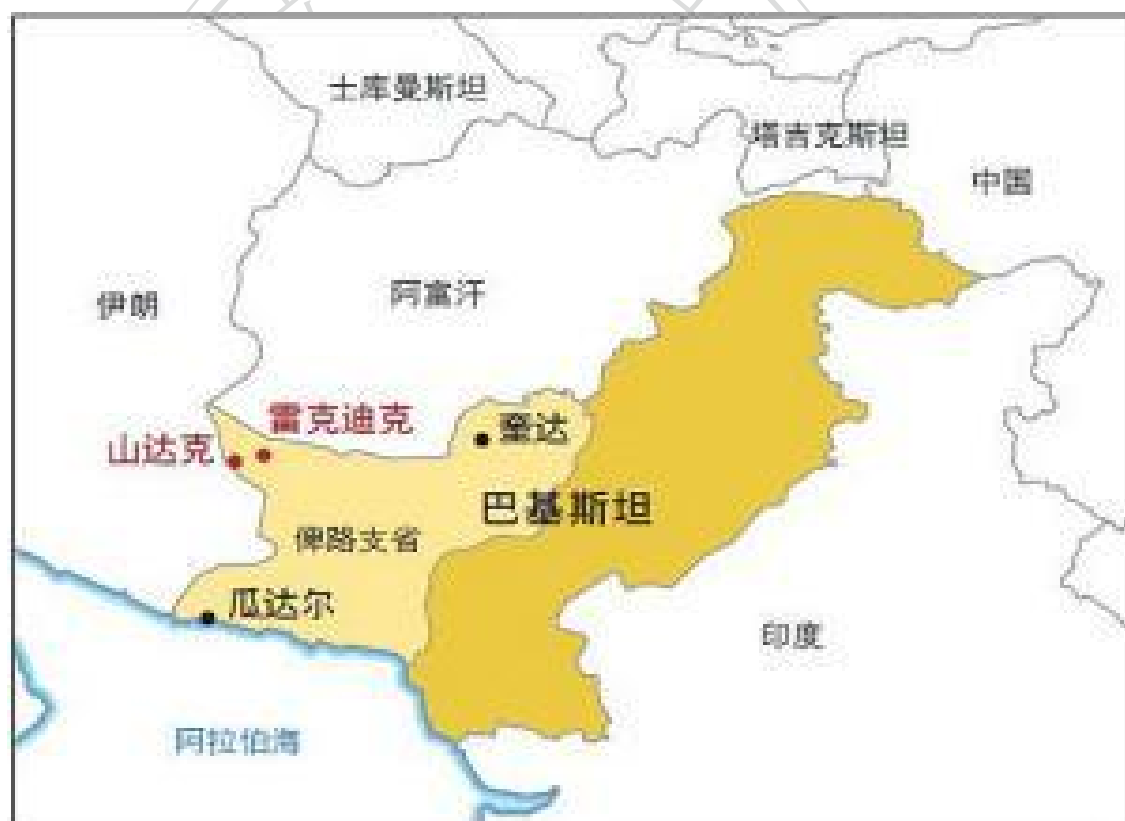 士库曼斯坦
塔吉克斯坦
中国
伊朗
阿富汗
雷克迪克
奎达
山达克
巴基斯坦
俾路支省
瓜达尔
印度
阿拉伯海